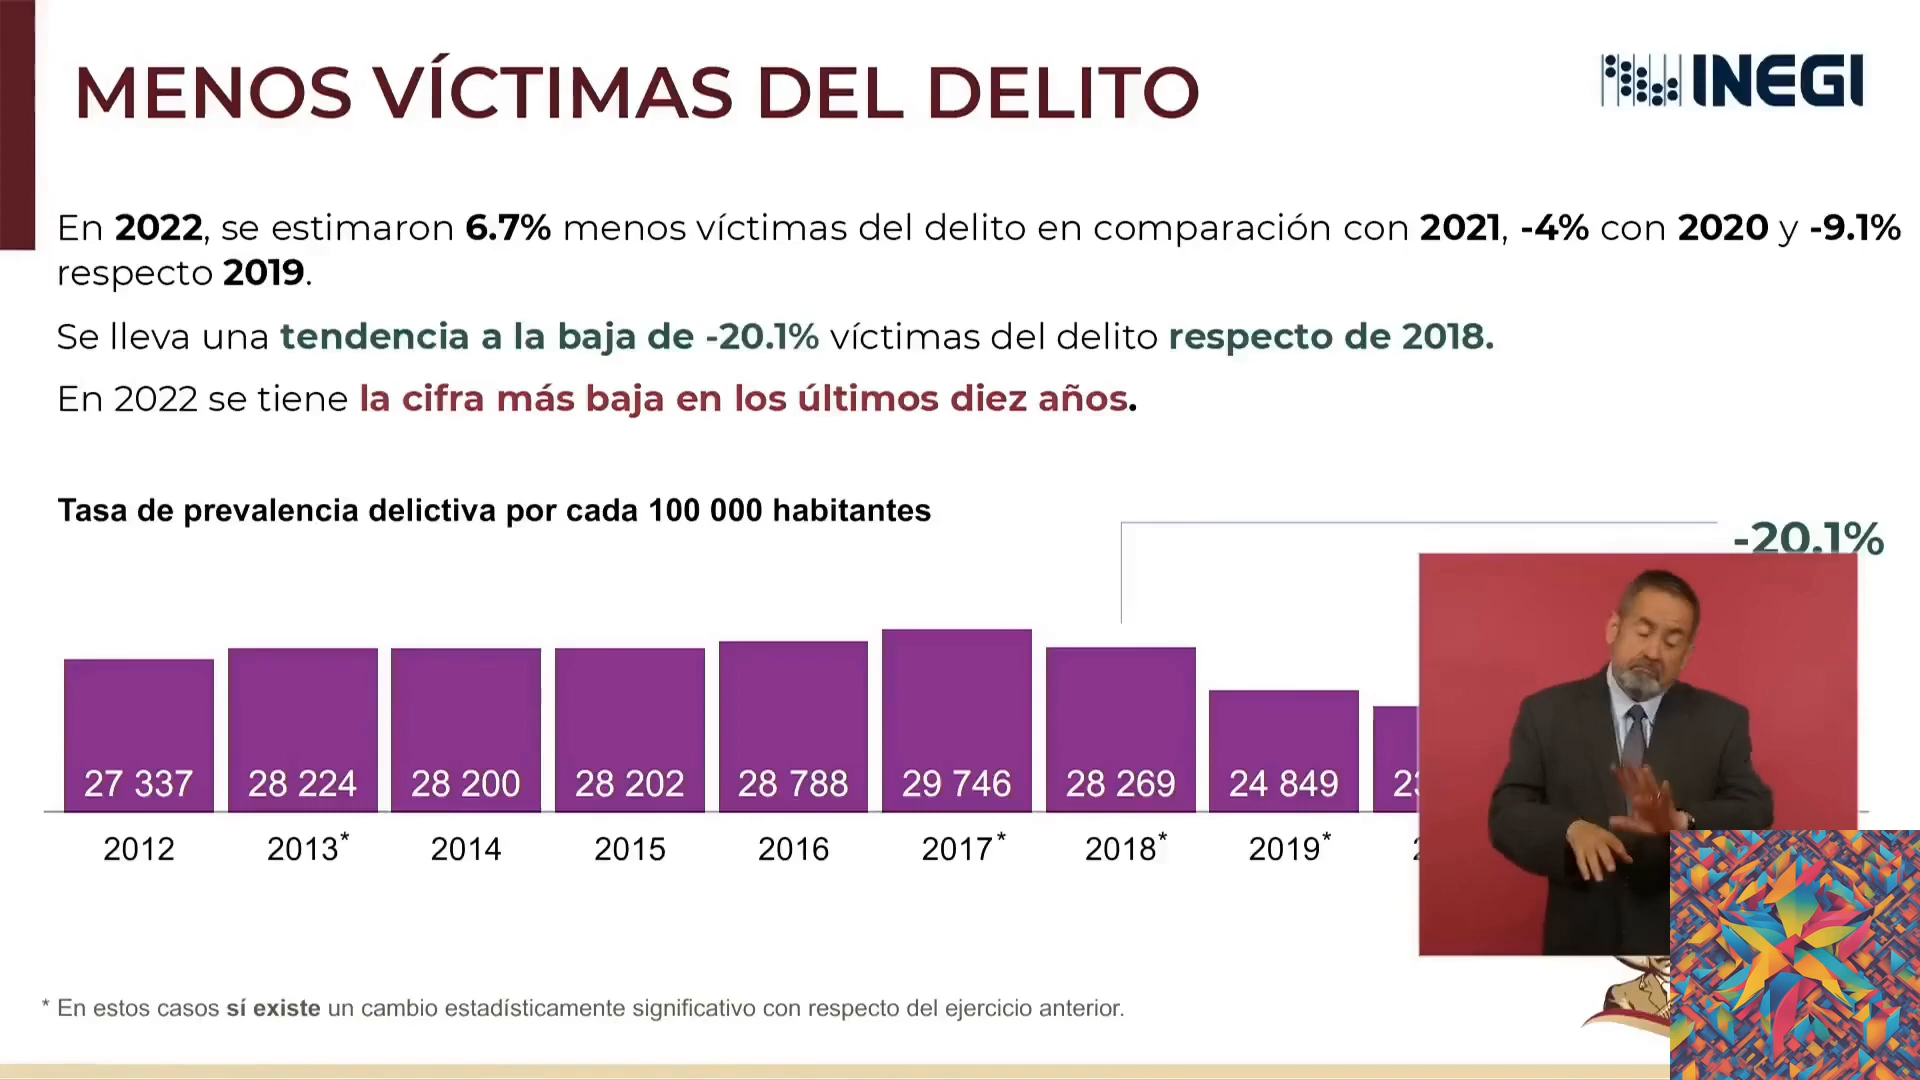 MENOS VÍCTIMAS DEL DELITO
INEGI
En 2022, se estimaron 6.7% menos víctimas del delito en comparación con 2021, -4% con 2020 y -9.1%
respecto 2019.
Se lleva una tendencia a la baja de -20.1% víctimas del delito respecto de 2018.
En 2022 se tiene la cifra más baja en los últimos diez años.
Tasa de prevalencia delictiva por cada 100 000 habitantes
-20.1%
27 337 28 224 28 200 28 202 28 788 29 746 28 269 24 849
2012 2013* 2014 2015 2016 2017* 2018* 2019*
* En estos casos sí existe un cambio estadísticamente significativo con respecto del ejercicio anterior.